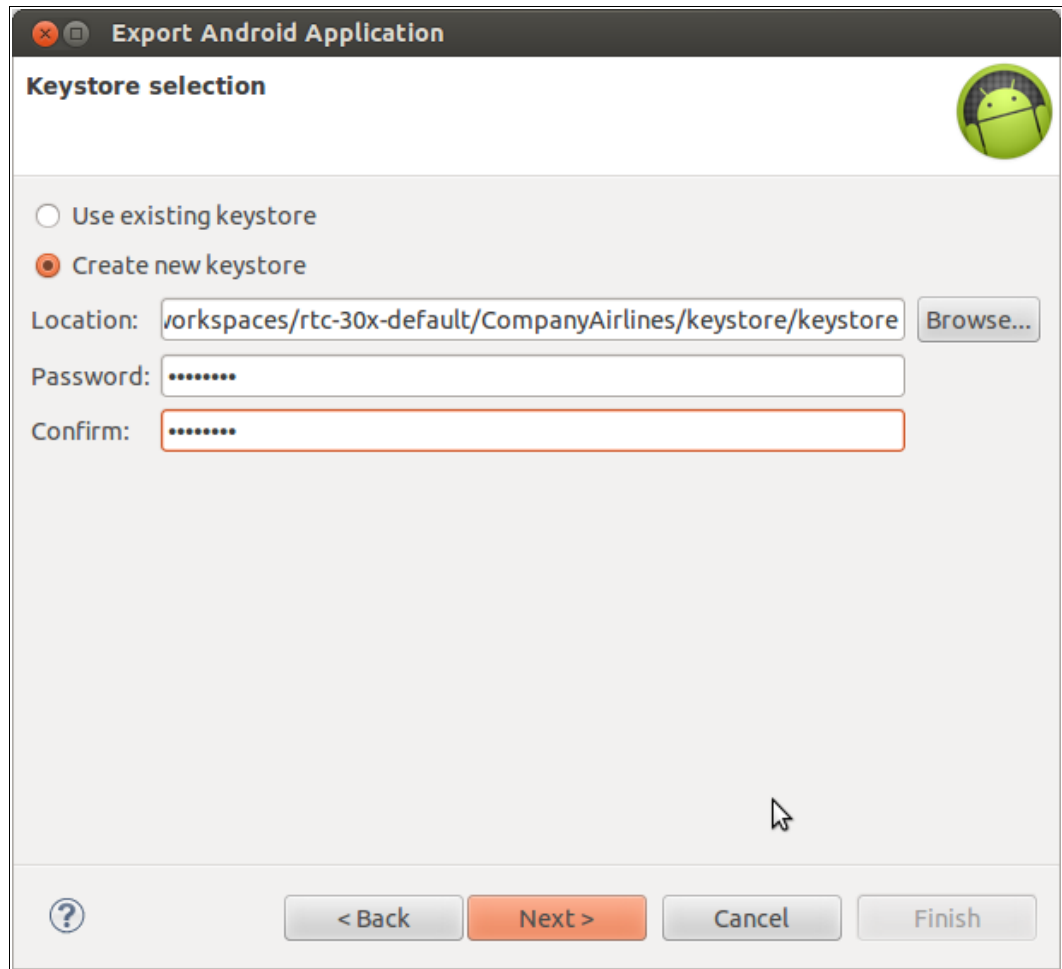 Export Android Application
Keystore selection
Use existing keystore
Create new keystore
Location: vorkspaces/rtc-30x-default/CompanyAirlines/keystore/keystore Browse...
Password: ••••••••
Confirm: ••••••••
? < Back Next > Cancel Finish